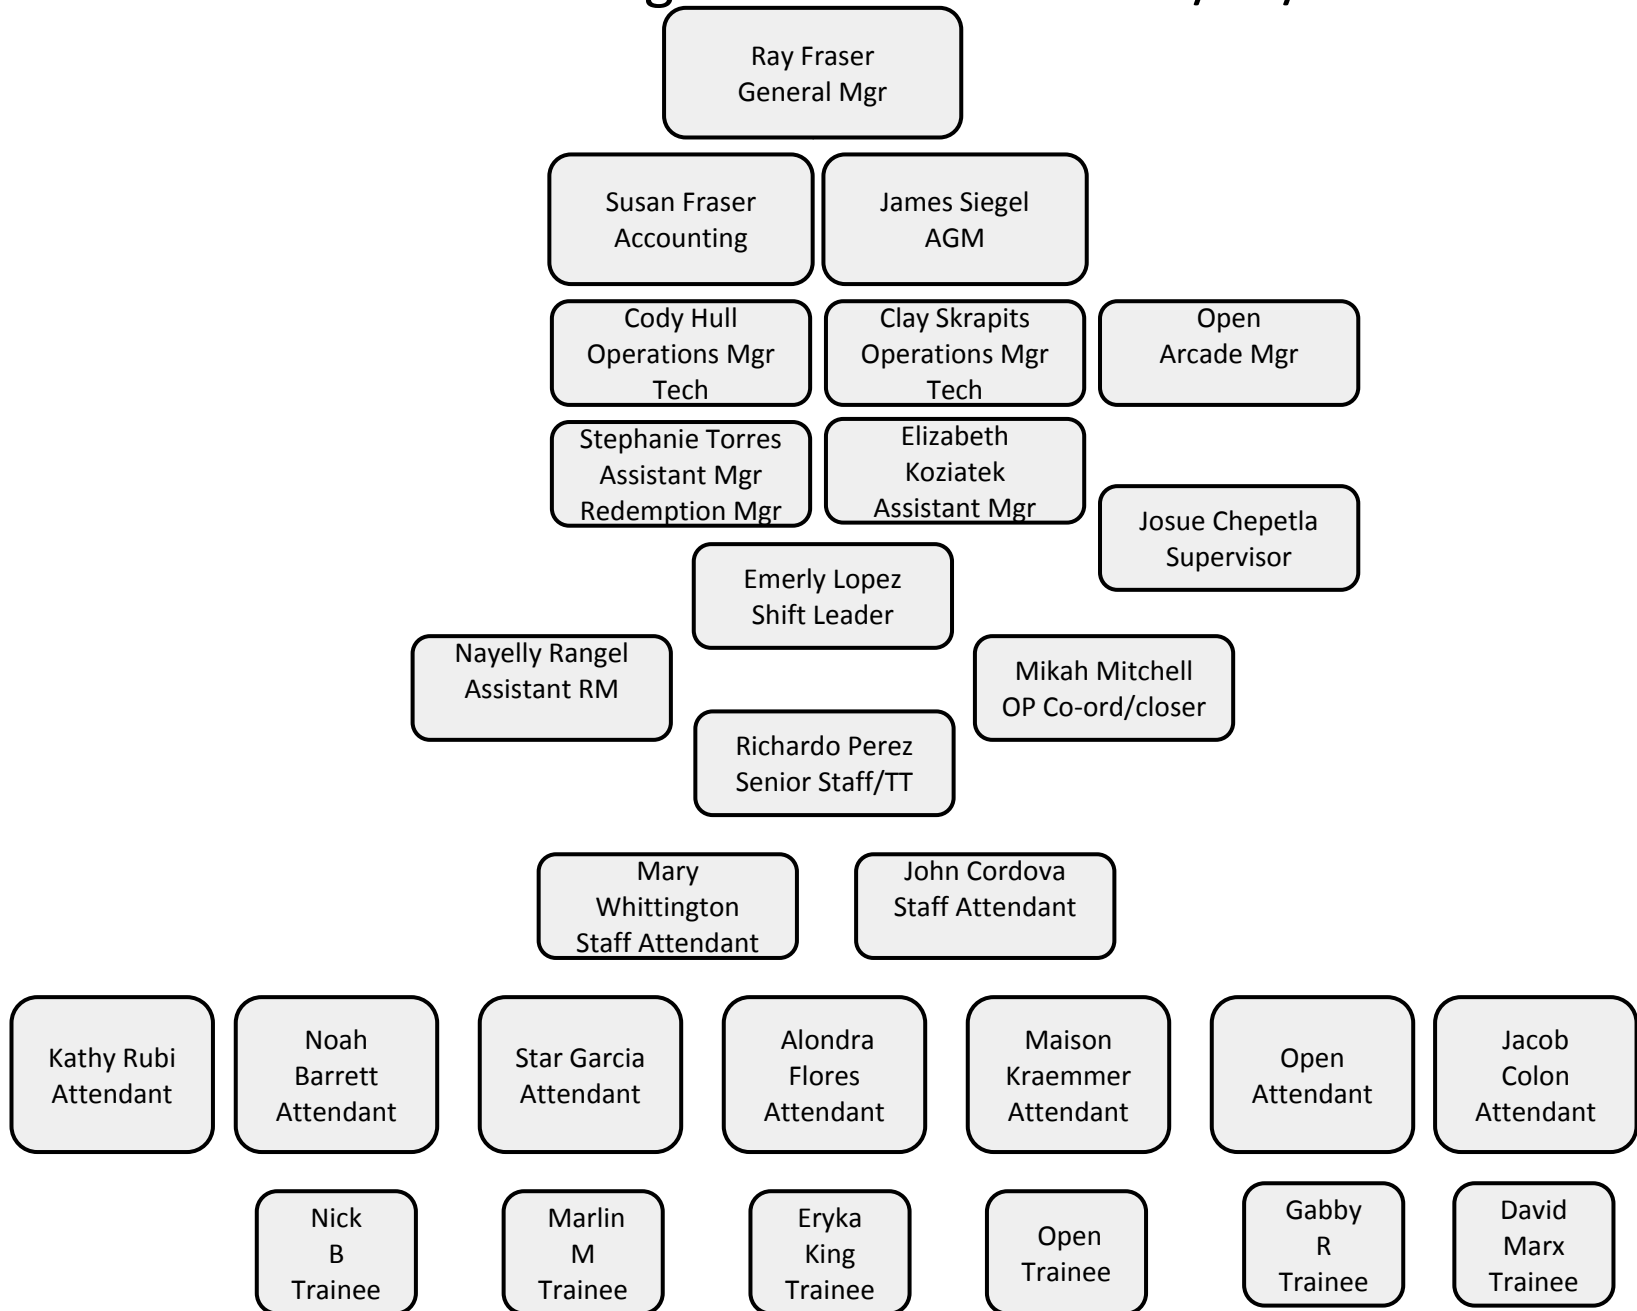 Ray Fraser
General Mgr
Susan Fraser
Accounting
James Siegel
AGM
Cody Hull
Operations Mgr
Tech
Clay Skrapits
Operations Mgr
Tech
Open
Arcade Mgr
Stephanie Torres
Assistant Mgr
Redemption Mgr
Elizabeth
Koziatek
Assistant Mgr
Josue Chepetla
Supervisor
Emerly Lopez
Shift Leader
Nayelly Rangel
Assistant RM
Mikah Mitchell
OP Co-ord/closer
Richardo Perez
Senior Staff/TT
Mary
Whittington
Staff Attendant
John Cordova
Staff Attendant
Kathy Rubi
Attendant
Noah
Barrett
Attendant
Star Garcia
Attendant
Alondra
Flores
Attendant
Maison
Kraemmer
Attendant
Open
Attendant
Jacob
Colon
Attendant
Nick
B
Trainee
Marlin
M
Trainee
Eryka
King
Trainee
Open
Trainee
Gabby
R
Trainee
David
Marx
Trainee